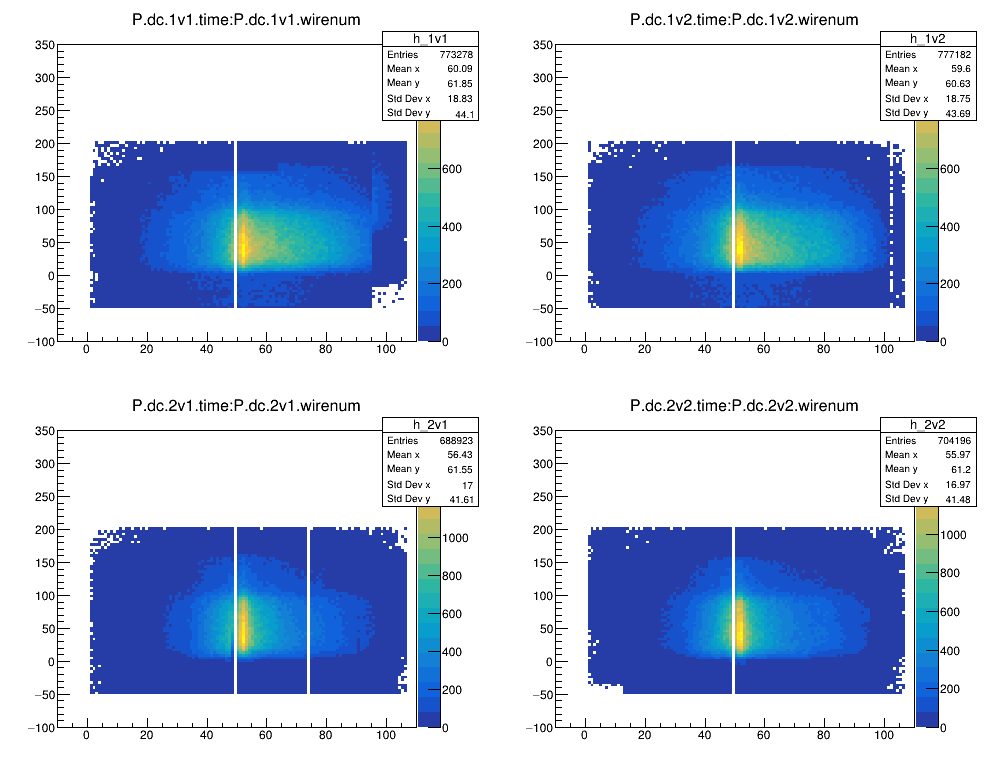 P.dc.1v1.time:P.dc.1v1.wirenum
h_1v1
Entries 773278
Mean x 60.09
Mean y 61.85
Std Dev x 18.83
Std Dev y 44.1
350
300
250
200
150
100
50
0
−50
−100
0 20 40 60 80 100
600
400
200
0
P.dc.1v2.time:P.dc.1v2.wirenum
h_1v2
Entries 777182
Mean x 59.6
Mean y 60.63
Std Dev x 18.75
Std Dev y 43.69
350
300
250
200
150
100
50
0
−50
−100
0 20 40 60 80 100
600
400
200
0
P.dc.2v1.time:P.dc.2v1.wirenum
h_2v1
Entries 688923
Mean x 56.43
Mean y 61.55
Std Dev x 17
Std Dev y 41.61
350
300
250
200
150
100
50
0
−50
−100
0 20 40 60 80 100
1000
800
600
400
200
0
P.dc.2v2.time:P.dc.2v2.wirenum
h_2v2
Entries 704196
Mean x 55.97
Mean y 61.2
Std Dev x 16.97
Std Dev y 41.48
350
300
250
200
150
100
50
0
−50
−100
0 20 40 60 80 100
1000
800
600
400
200
0